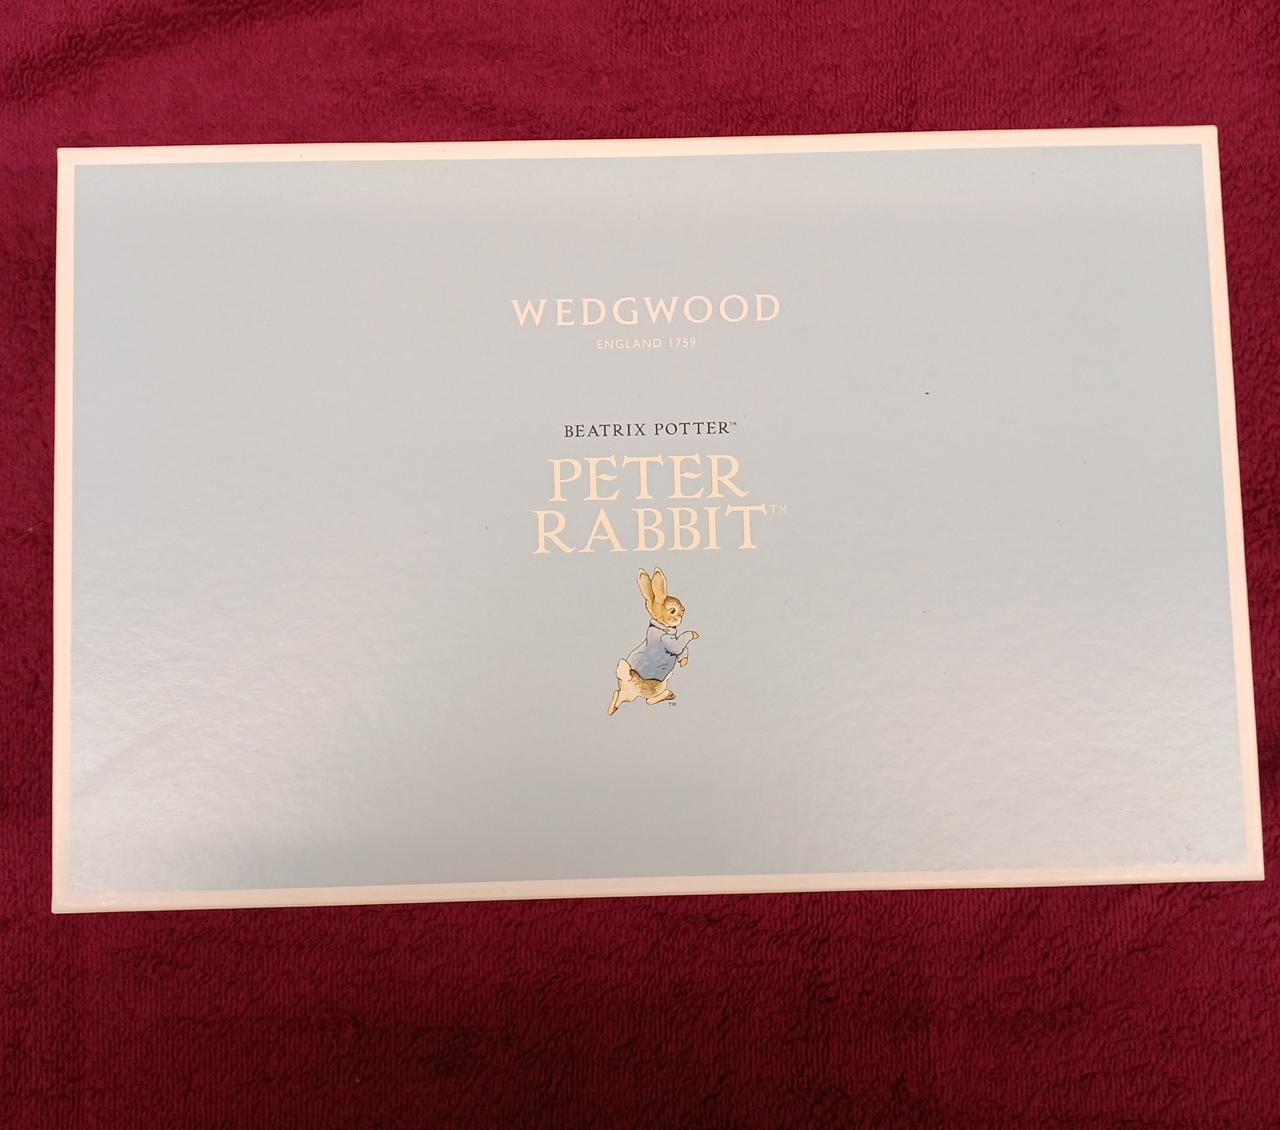 WEDGWOOD
ENGLAND 1759
BEATRIX POTTER™
PETER
RABBIT™
TM